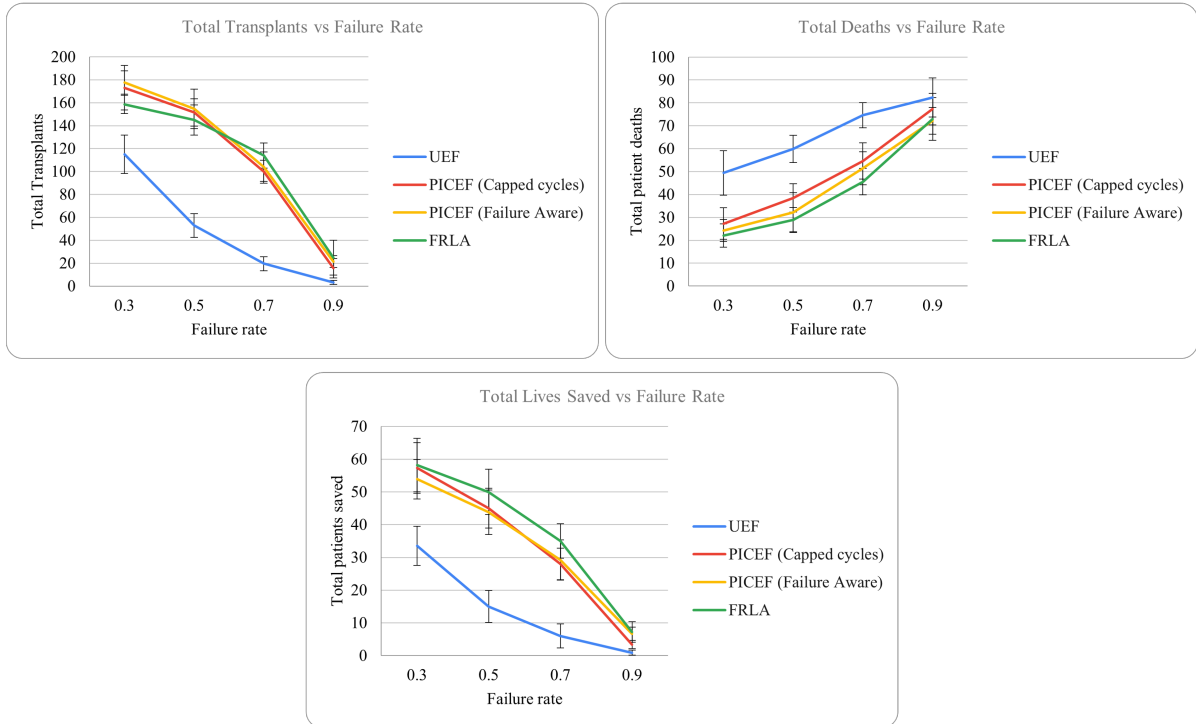 Total Transplants vs Failure Rate
200
180
160
140
120
100
80
60
40
20
0
Total Transplants
0.3 0.5 0.7 0.9
Failure rate
UEF
PICEF (Capped cycles)
PICEF (Failure Aware)
FRLA
Total Deaths vs Failure Rate
100
90
80
70
60
50
40
30
20
10
0
Total patient deaths
0.3 0.5 0.7 0.9
Failure rate
UEF
PICEF (Capped cycles)
PICEF (Failure Aware)
FRLA
Total Lives Saved vs Failure Rate
70
60
50
40
30
20
10
0
Total patients saved
0.3 0.5 0.7 0.9
Failure rate
UEF
PICEF (Capped cycles)
PICEF (Failure Aware)
FRLA